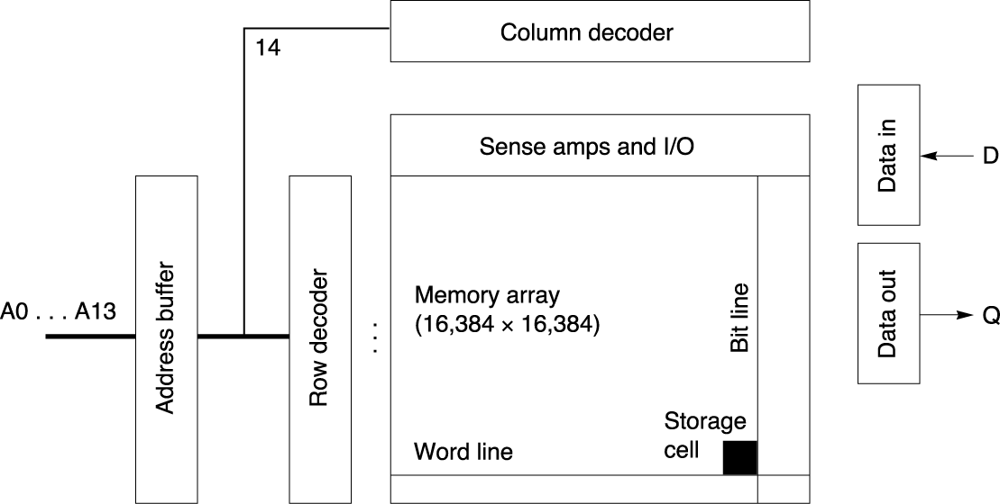 Column decoder
14
Sense amps and I/O
Data in
D
A0 . . . A13
Address buffer
Row decoder
. . .
Memory array
(16,384 × 16,384)
Bit line
Data out
Q
Storage
cell
Word line